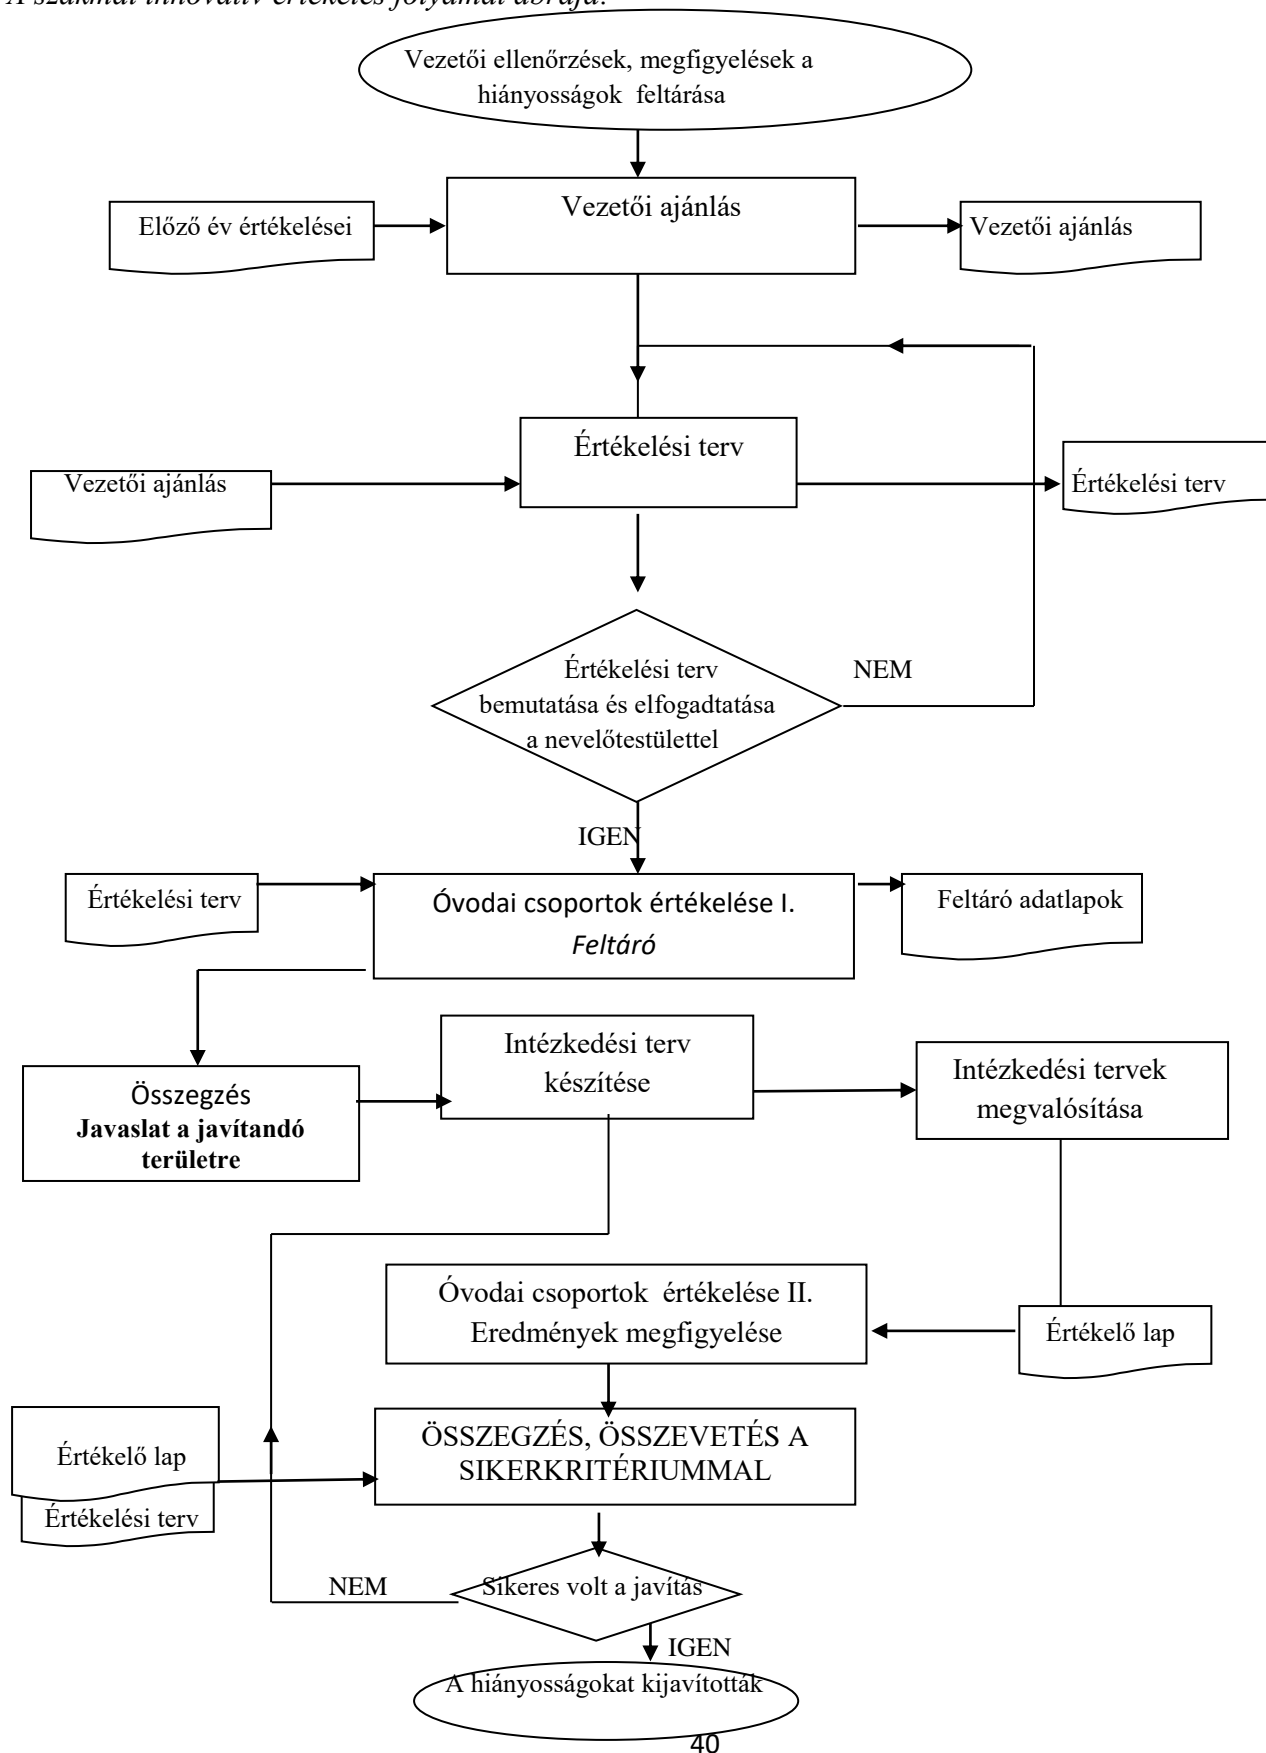 A szakmai innovatív értékelés folyamat ábrája:
Vezetői ellenőrzések, megfigyelések a
hiányosságok feltárása
Vezetői ajánlás
Előző év értékelései
Vezetői ajánlás
Értékelési terv
Vezetői ajánlás
Értékelési terv
Értékelési terv
bemutatása és elfogadtatása
a nevelőtestülettel
NEM
IGEN
Értékelési terv
Óvodai csoportok értékelése I.
Feltáró
Feltáró adatlapok
Intézkedési terv
készítése
Intézkedési tervek
megvalósítása
Összegzés
Javaslat a javítandó
területre
Óvodai csoportok értékelése II.
Eredmények megfigyelése
Értékelő lap
ÖSSZEGZÉS, ÖSSZEVETÉS A
SIKERKRITÉRIUMMAL
Értékelő lap
Értékelési terv
NEM
Sikeres volt a javítás
IGEN
A hiányosságokat kijavították
40